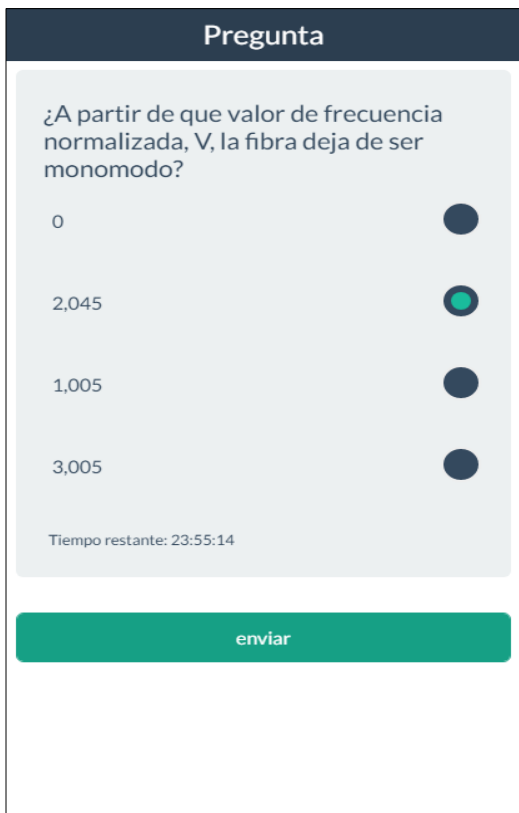 Pregunta
¿A partir de que valor de frecuencia
normalizada, V, la fibra deja de ser
monomodo?
0
2,045
1,005
3,005
Tiempo restante: 23:55:14
enviar